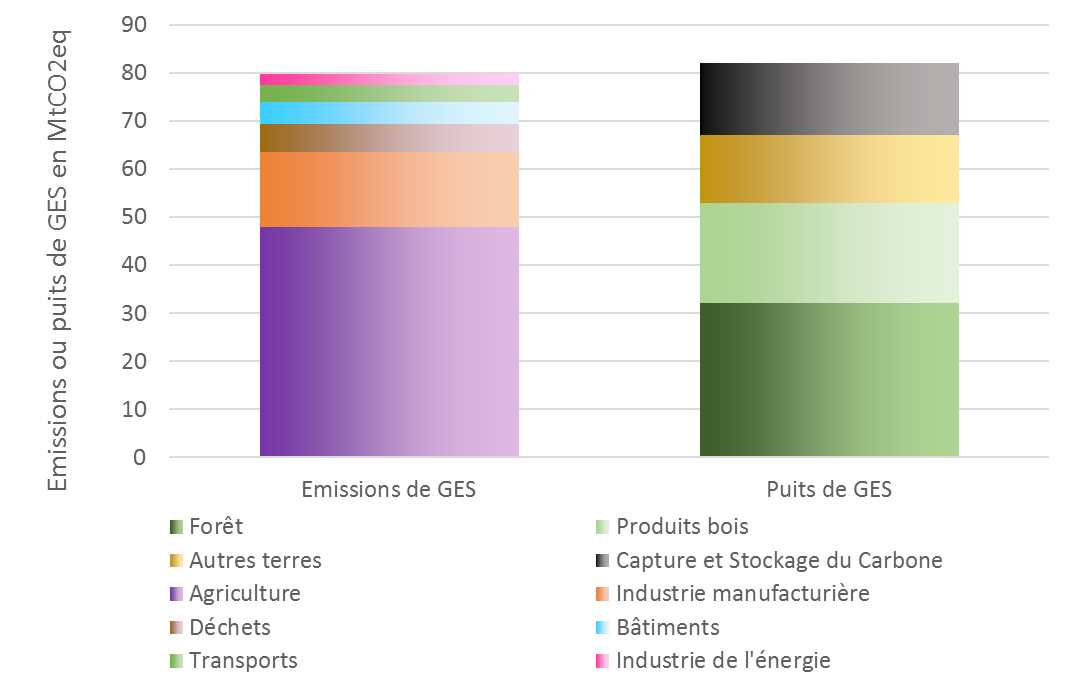 Emissions ou puits de GES en MtCO2eq
90
80
70
60
50
40
30
20
10
0
Emissions de GES
Puits de GES
Forêt
Produits bois
Autres terres
Capture et Stockage du Carbone
Agriculture
Industrie manufacturière
Déchets
Bâtiments
Transports
Industrie de l'énergie